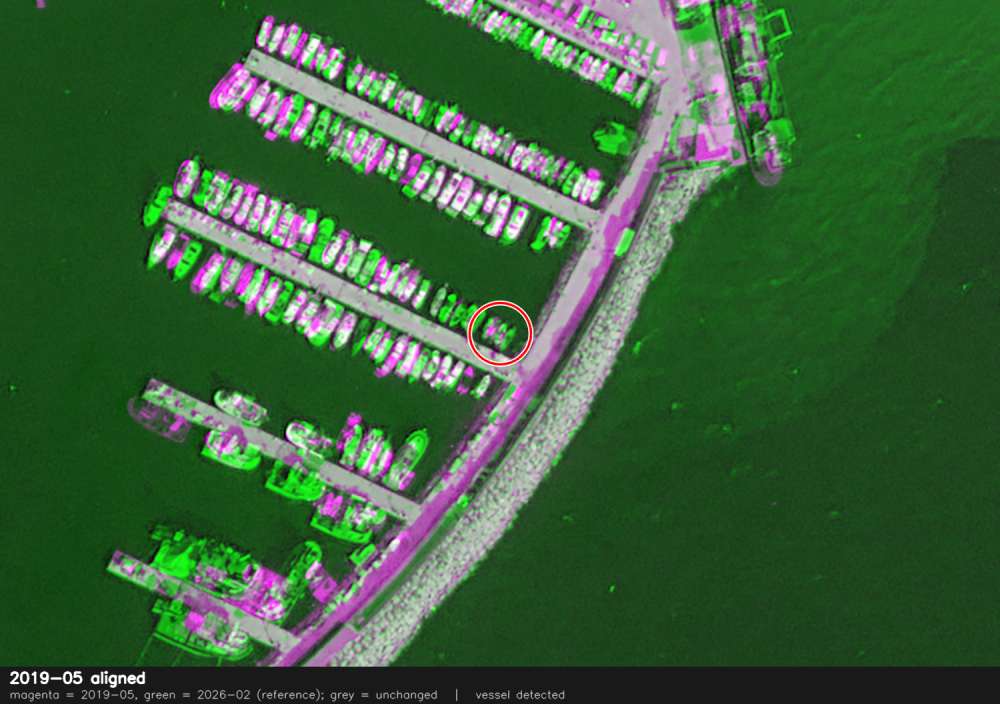 2019-05 aligned
magenta = 2019-05, green = 2026-02 (reference); grey = unchanged | vessel detected